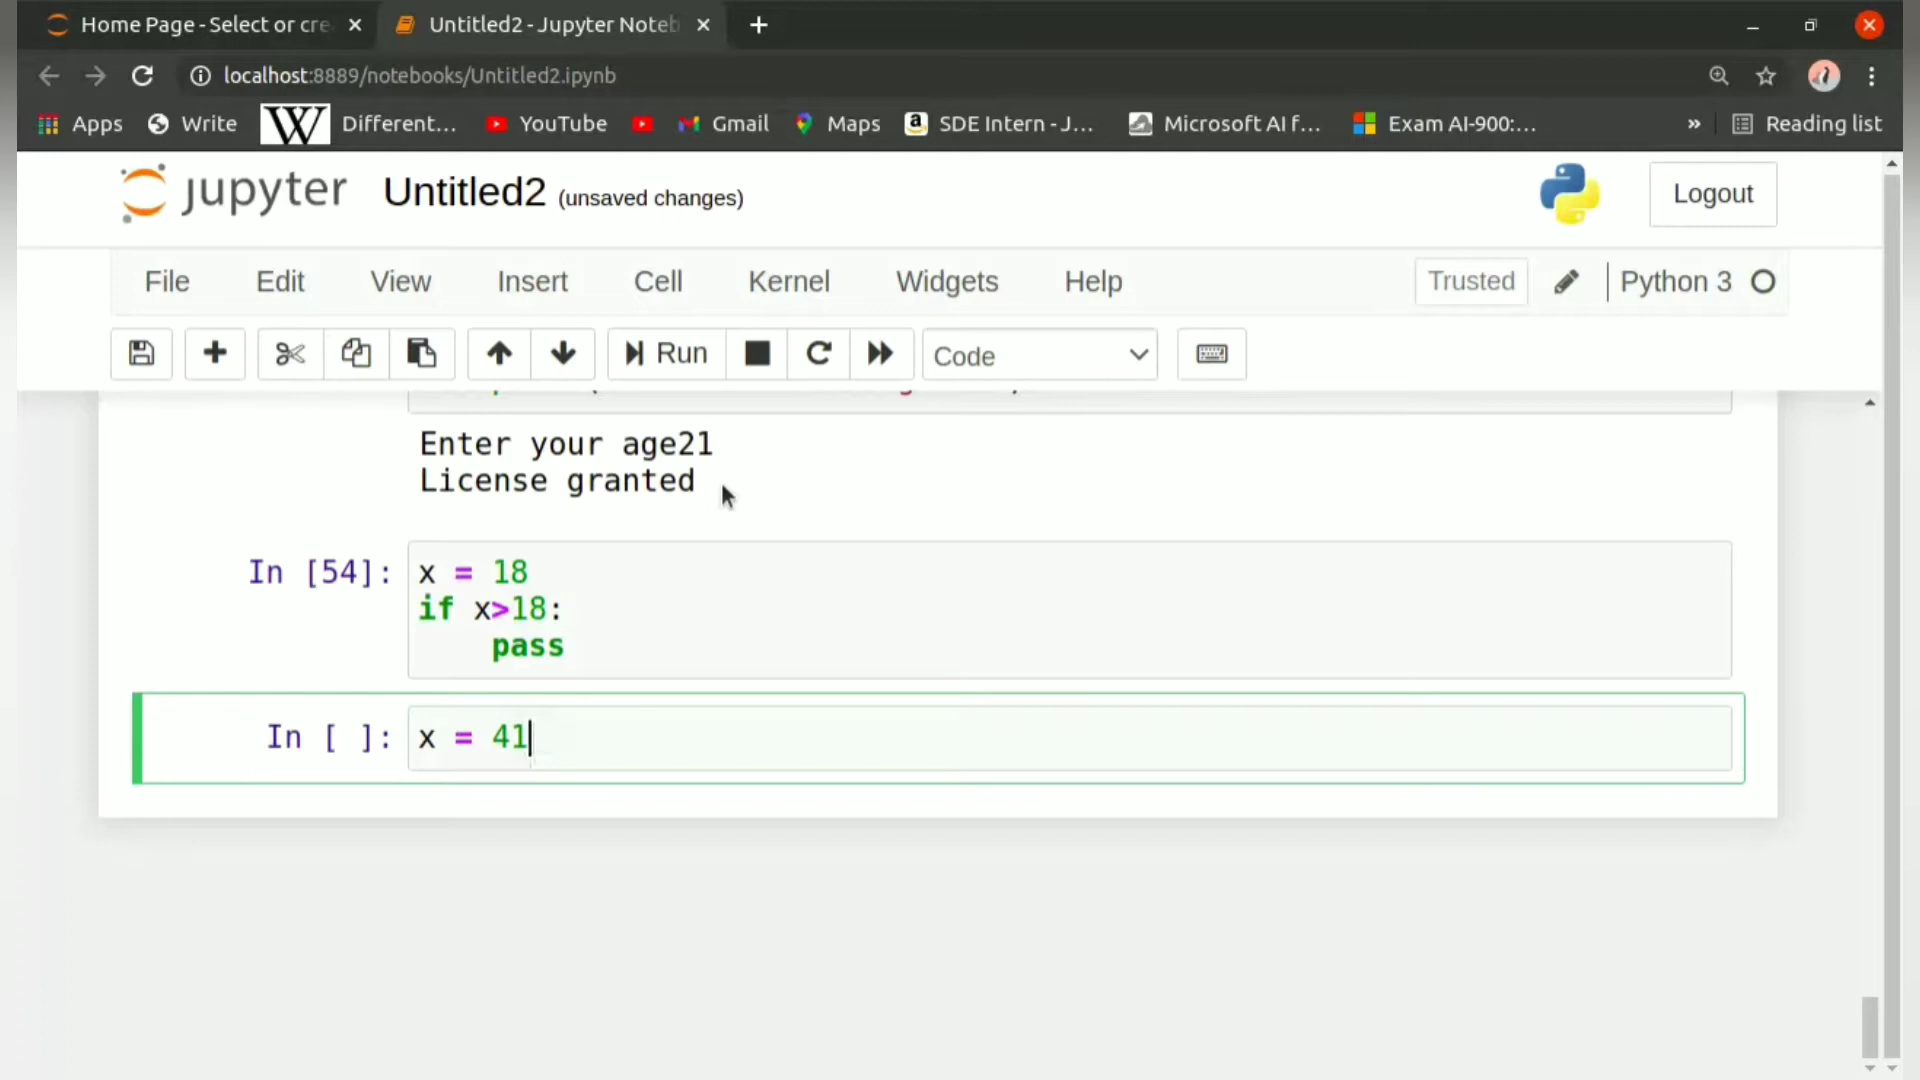 Home Page - Select or cre
Untitled2 - Jupyter Noteb
localhost:8889/notebooks/Untitled2.ipynb
Apps
Write
W
Different...
YouTube
Gmail
Maps
SDE Intern - J...
Microsoft AI f...
Exam AI-900:...
»
Reading list
jupyter
Untitled2 (unsaved changes)
Logout
File Edit View Insert Cell Kernel Widgets Help
Trusted
Python 3
Run
Code
Enter your age21
License granted
In [54]:
x = 18
if x>18:
    pass
In [ ]:
x = 41